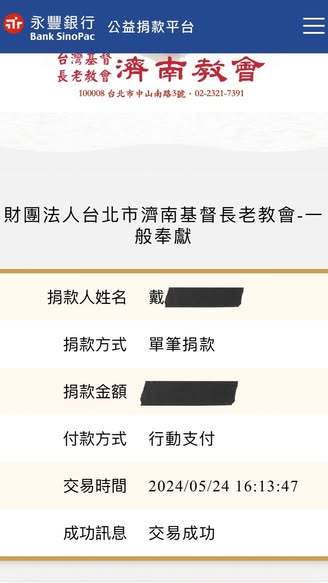 永豐銀行
Bank SinoPac
公益捐款平台
台灣基督
長老教會
濟南教會
100008 台北市中山南路3號・02-2321-7391
財團法人台北市濟南基督長老教會-一
般奉獻
捐款人姓名 戴
捐款方式 單筆捐款
捐款金額
付款方式 行動支付
交易時間 2024/05/24 16:13:47
成功訊息 交易成功